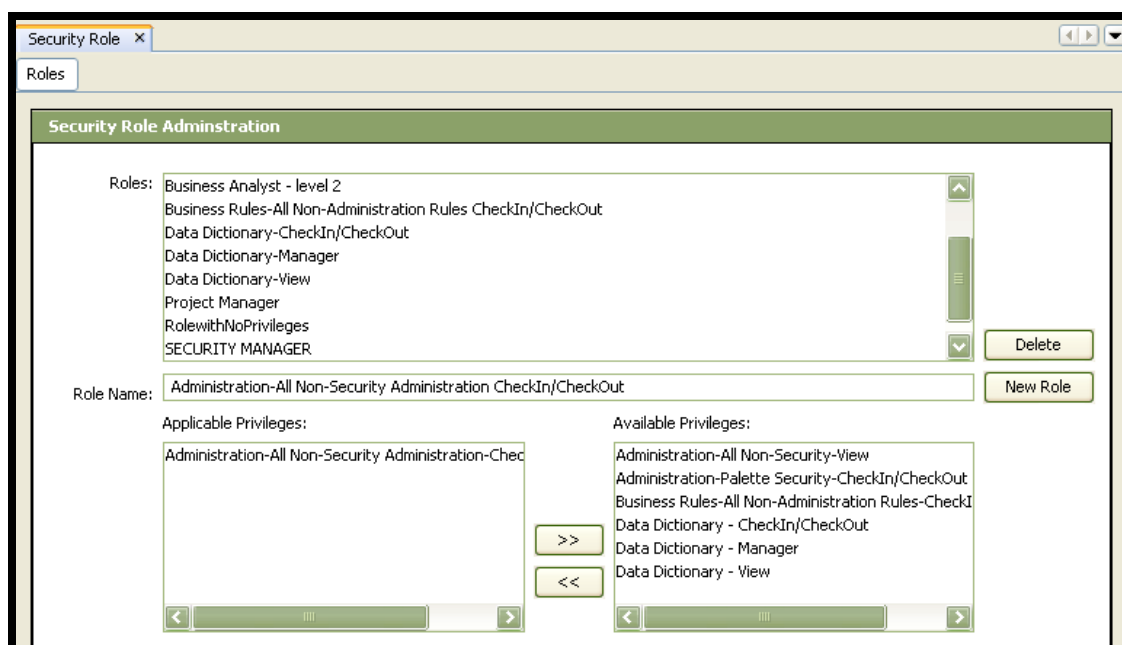 Security Role ×
Roles
Security Role Adminstration
Roles:
Business Analyst - level 2
Business Rules-All Non-Administration Rules CheckIn/CheckOut
Data Dictionary-CheckIn/CheckOut
Data Dictionary-Manager
Data Dictionary-View
Project Manager
RolewithNoPrivileges
SECURITY MANAGER
Delete
Role Name: Administration-All Non-Security Administration CheckIn/CheckOut
New Role
Applicable Privileges:
Administration-All Non-Security Administration-Chec
>>
<<
Available Privileges:
Administration-All Non-Security-View
Administration-Palette Security-CheckIn/CheckOut
Business Rules-All Non-Administration Rules-CheckI
Data Dictionary - CheckIn/CheckOut
Data Dictionary - Manager
Data Dictionary - View